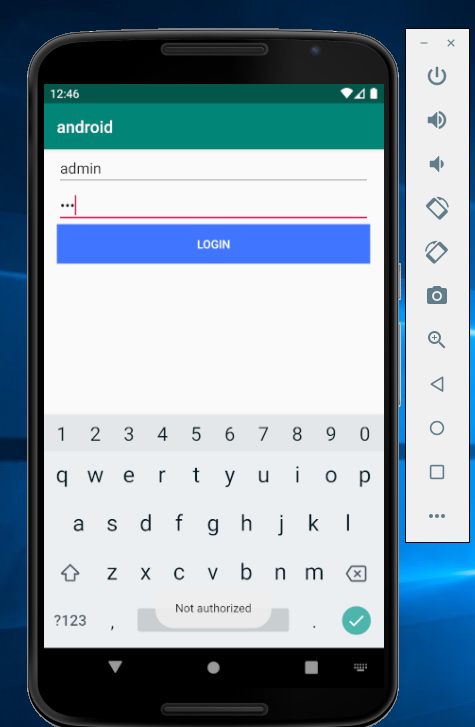 12:46
android
admin
•••
LOGIN
1 2 3 4 5 6 7 8 9 0
q w e r t y u i o p
a s d f g h j k l
z x c v b n m
Not authorized
?123 , .